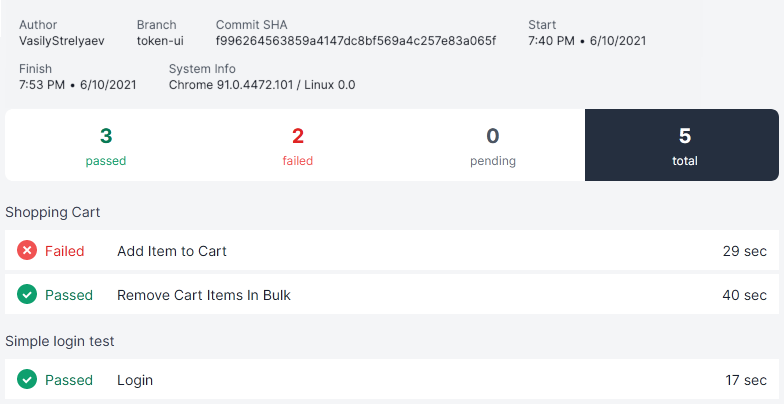 Author Branch Commit SHA Start
VasilyStrelyaev token-ui f996264563859a4147dc8bf569a4c257e83a065f 7:40 PM • 6/10/2021
Finish System Info
7:53 PM • 6/10/2021 Chrome 91.0.4472.101 / Linux 0.0
3 2 0 5
passed failed pending total
Shopping Cart
Failed Add Item to Cart 29 sec
Passed Remove Cart Items In Bulk 40 sec
Simple login test
Passed Login 17 sec